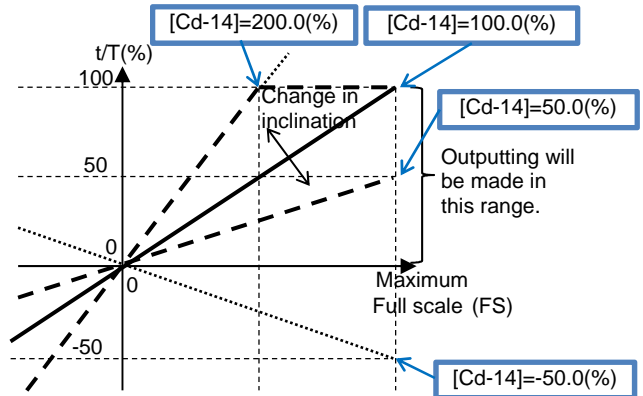 [Cd-14]=200.0(%)
[Cd-14]=100.0(%)
t/T(%)
100
Change in
inclination
[Cd-14]=50.0(%)
50
Outputting will
be made in
this range.
0
0
Maximum
Full scale (FS)
-50
[Cd-14]=-50.0(%)